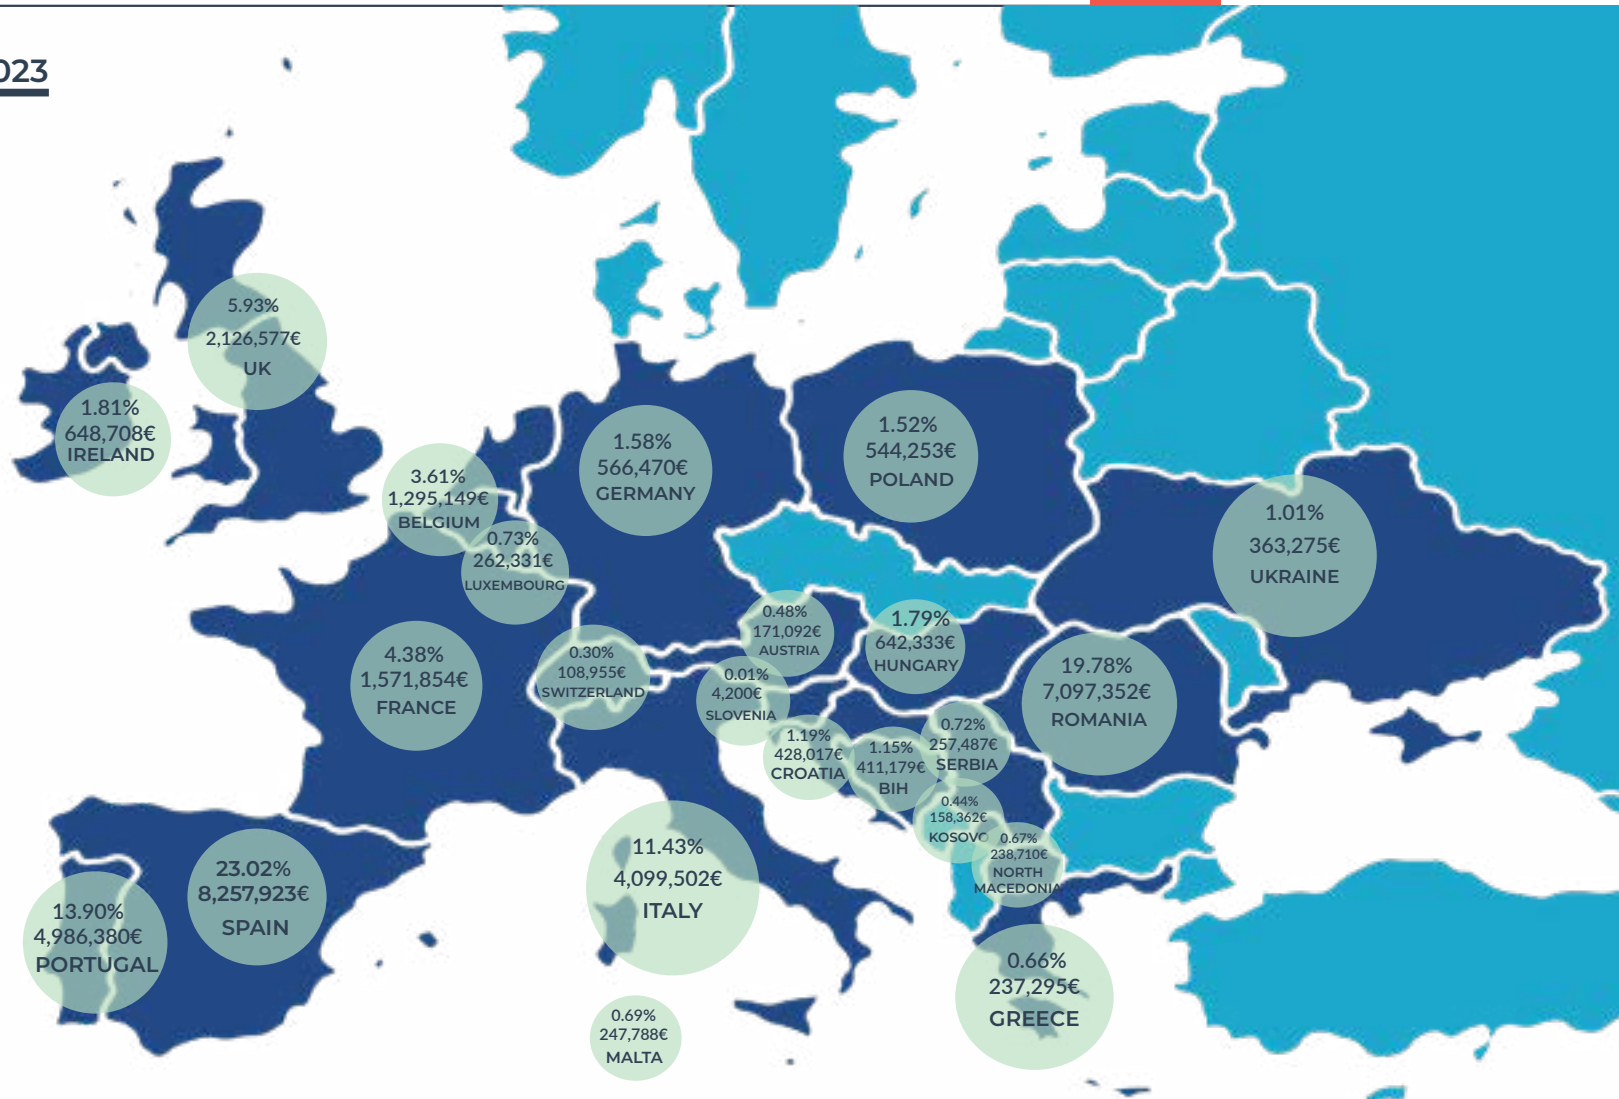 023
5.93%
2,126,577€
UK
1.81%
648,708€
IRELAND
3.61%
1,295,149€
BELGIUM
0.73%
262,331€
LUXEMBOURG
1.58%
566,470€
GERMANY
1.52%
544,253€
POLAND
1.01%
363,275€
UKRAINE
4.38%
1,571,854€
FRANCE
0.30%
108,955€
SWITZERLAND
0.48%
171,092€
AUSTRIA
0.01%
4,200€
SLOVENIA
1.79%
642,333€
HUNGARY
19.78%
7,097,352€
ROMANIA
1.19%
428,017€
CROATIA
1.15%
411,179€
BIH
0.72%
257,487€
SERBIA
0.44%
158,362€
KOSOVO
0.67%
238,710€
NORTH
MACEDONIA
23.02%
8,257,923€
SPAIN
13.90%
4,986,380€
PORTUGAL
11.43%
4,099,502€
ITALY
0.69%
247,788€
MALTA
0.66%
237,295€
GREECE